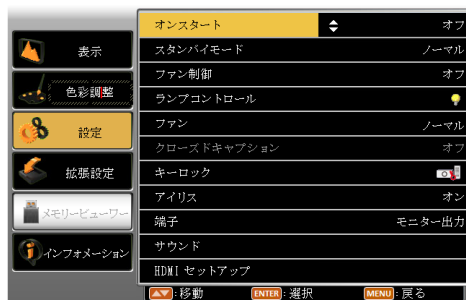 表示
色彩調整
設定
拡張設定
メモリービューワー
インフォメーション
オンスタート オフ
スタンバイモード ノーマル
ファン制御 オフ
ランプコントロール
ファン ノーマル
クローズドキャプション オフ
キーロック
アイリス オン
端子 モニター出力
サウンド
HDMI セットアップ
:移動 ENTER :選択 MENU :戻る